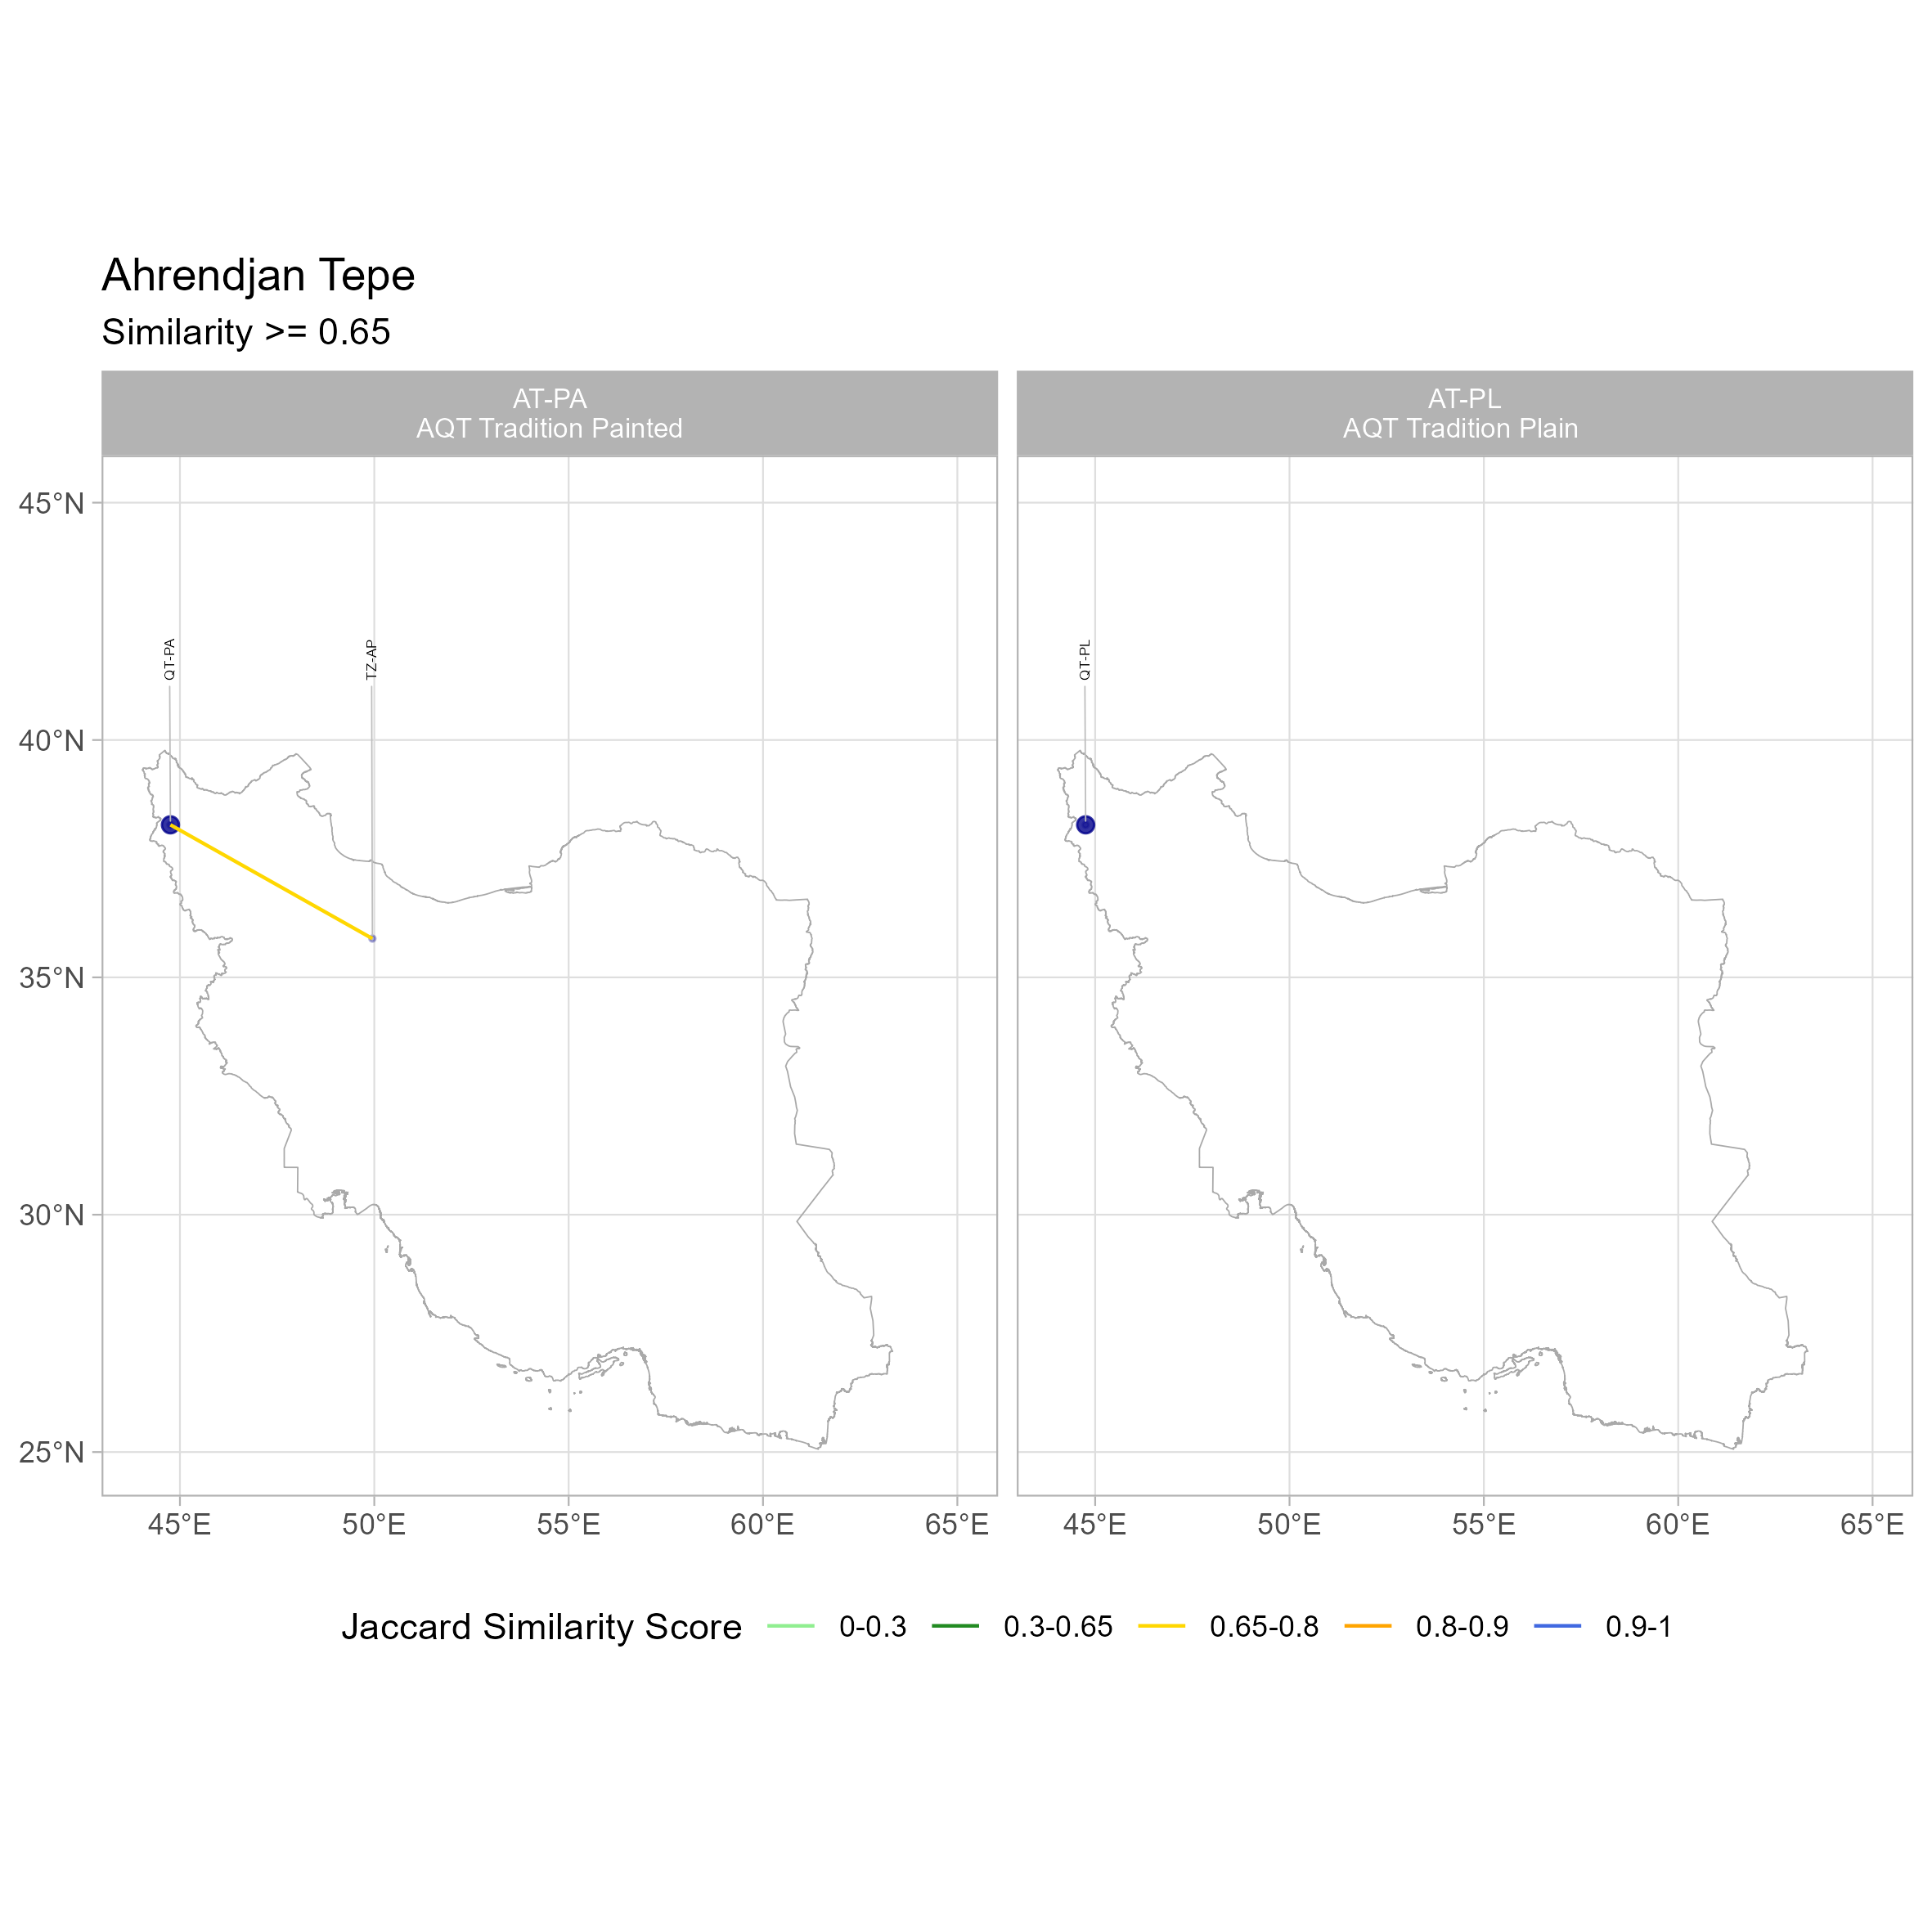 Ahrendjan Tepe
Similarity >= 0.65
AT-PA
AQT Tradition Painted
AT-PL
AQT Tradition Plain
QT-PA
TZ-AP
QT-PL
45°N
40°N
35°N
30°N
25°N
45°E 50°E 55°E 60°E 65°E
45°E 50°E 55°E 60°E 65°E
Jaccard Similarity Score 0-0.3 0.3-0.65 0.65-0.8 0.8-0.9 0.9-1